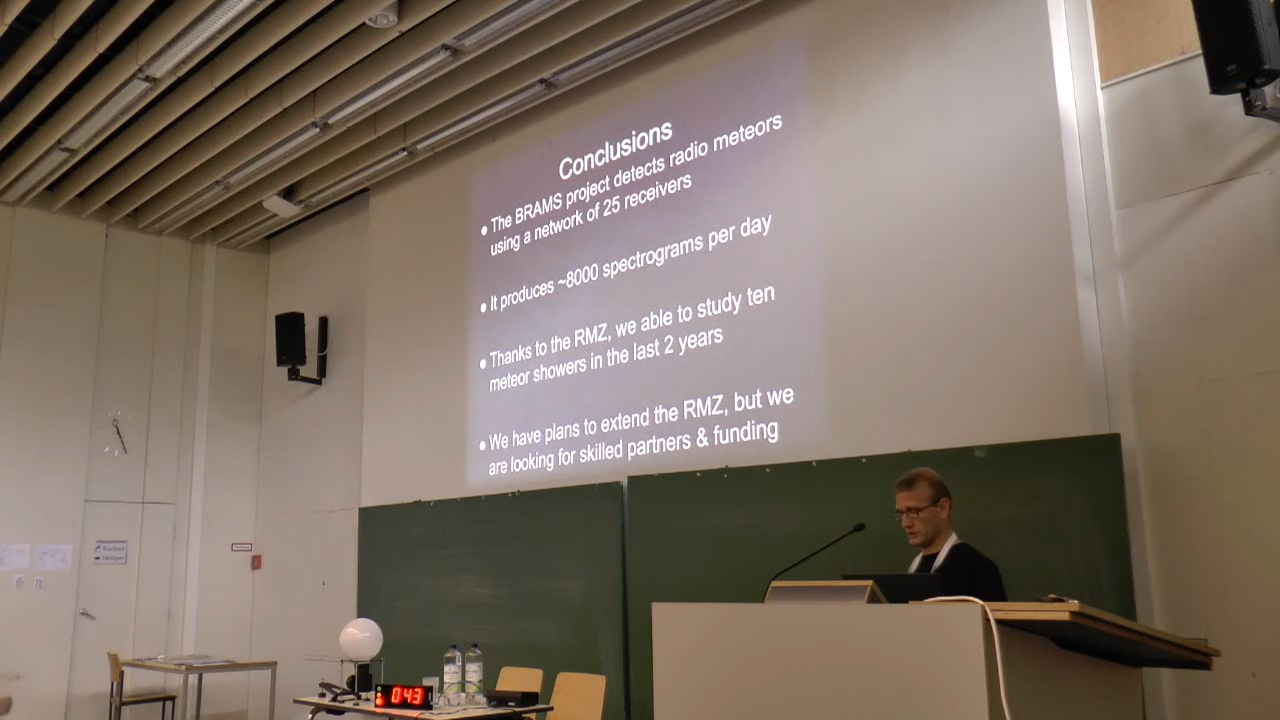 Conclusions
● The BRAMS project detects radio meteors
using a network of 25 receivers
● It produces ~8000 spectrograms per day
● Thanks to the RMZ, we able to study ten
meteor showers in the last 2 years
● We have plans to extend the RMZ, but we
are looking for skilled partners & funding
043